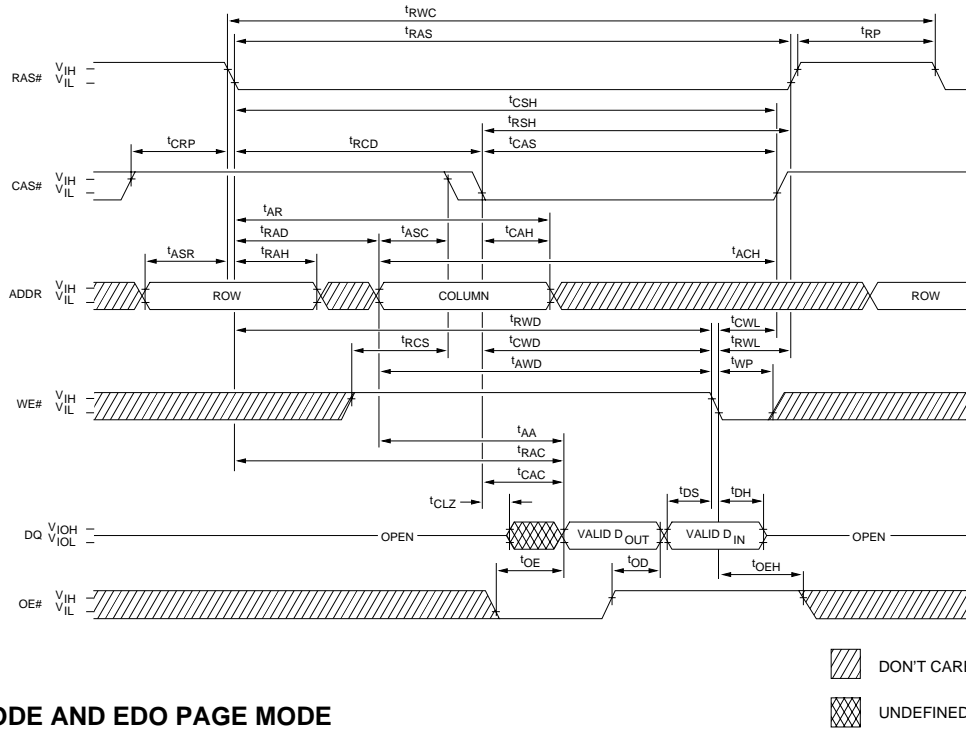 tRWC
tRAS tRP
RAS# VIH VIL
tCSH
tRSH
tCRP tRCD tCAS
CAS# VIH VIL
tAR
tRAD tASC tCAH
tASR tRAH tACH
ADDR VIH VIL ROW COLUMN ROW
tRWD tCWL
tRCS tCWD tRWL
tAWD tWP
WE# VIH VIL
tAA
tRAC
tCAC
tCLZ tDS tDH
DQ VIOH VIOL OPEN VALID DOUT VALID DIN OPEN
tOE tOD tOEH
OE# VIH VIL
DON'T CAR
UNDEFINED
ODE AND EDO PAGE MODE